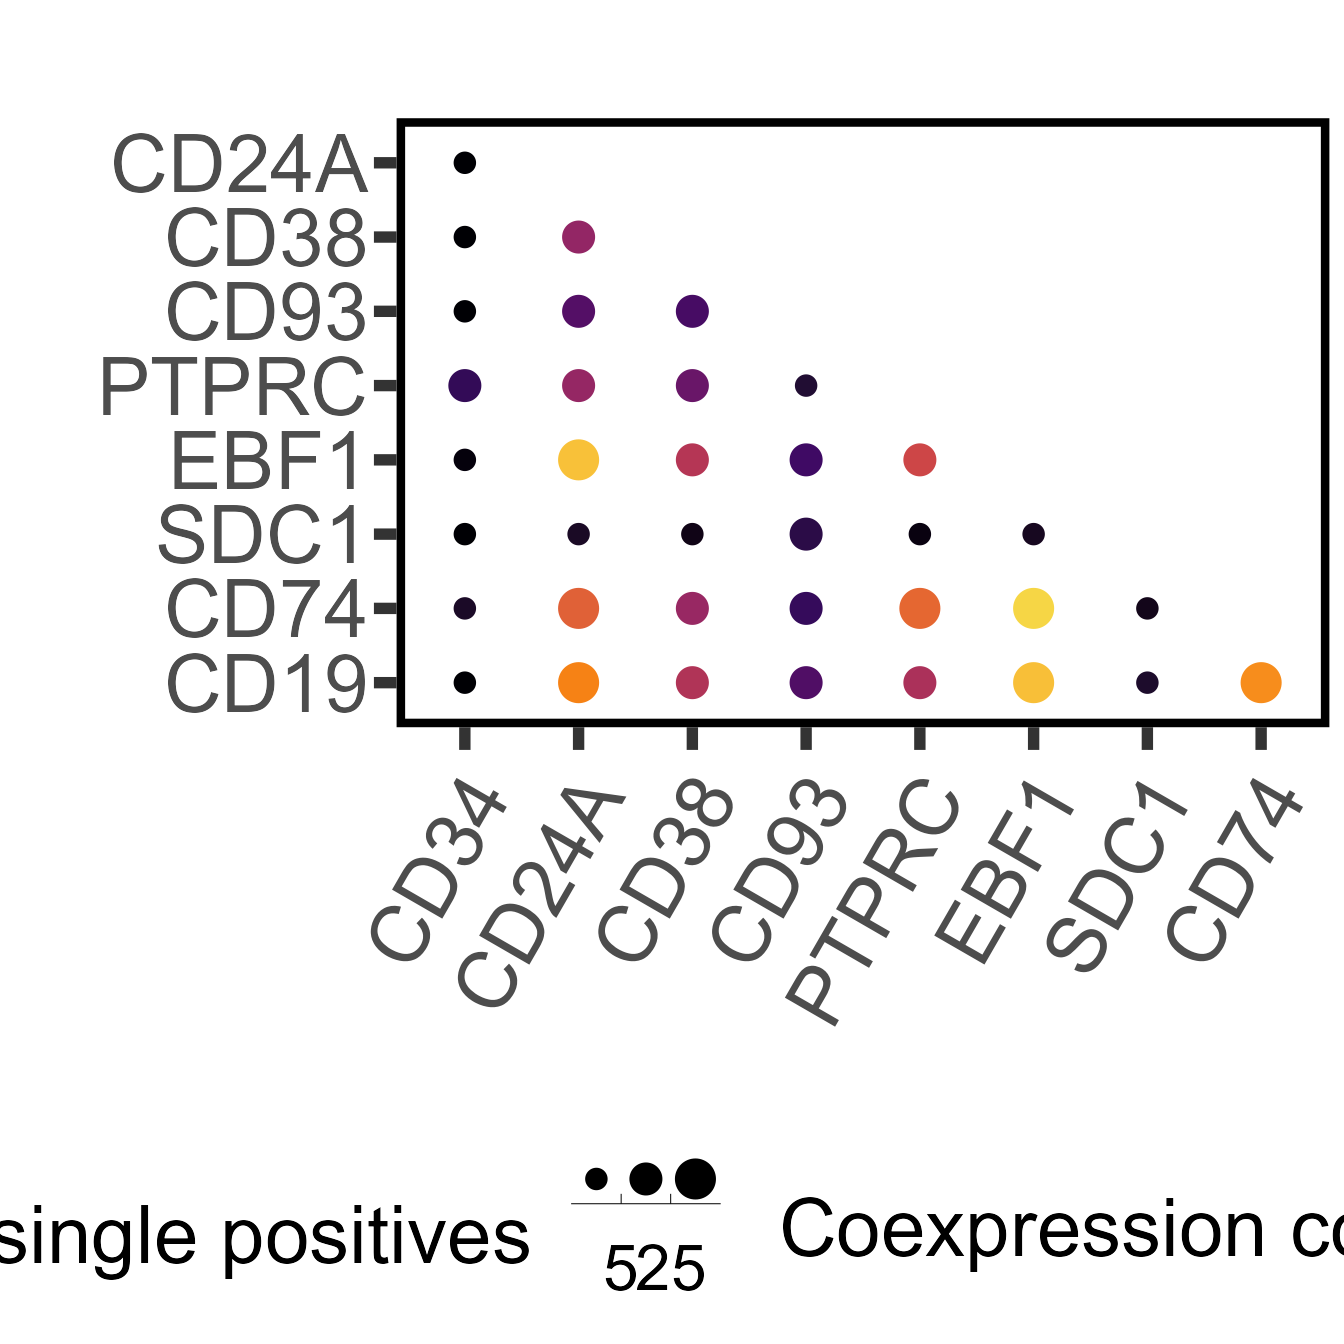 CD24A
CD38
CD93
PTPRC
EBF1
SDC1
CD74
CD19
CD34
CD24A
CD38
CD93
PTPRC
EBF1
SDC1
CD74
single positives
525
Coexpression co